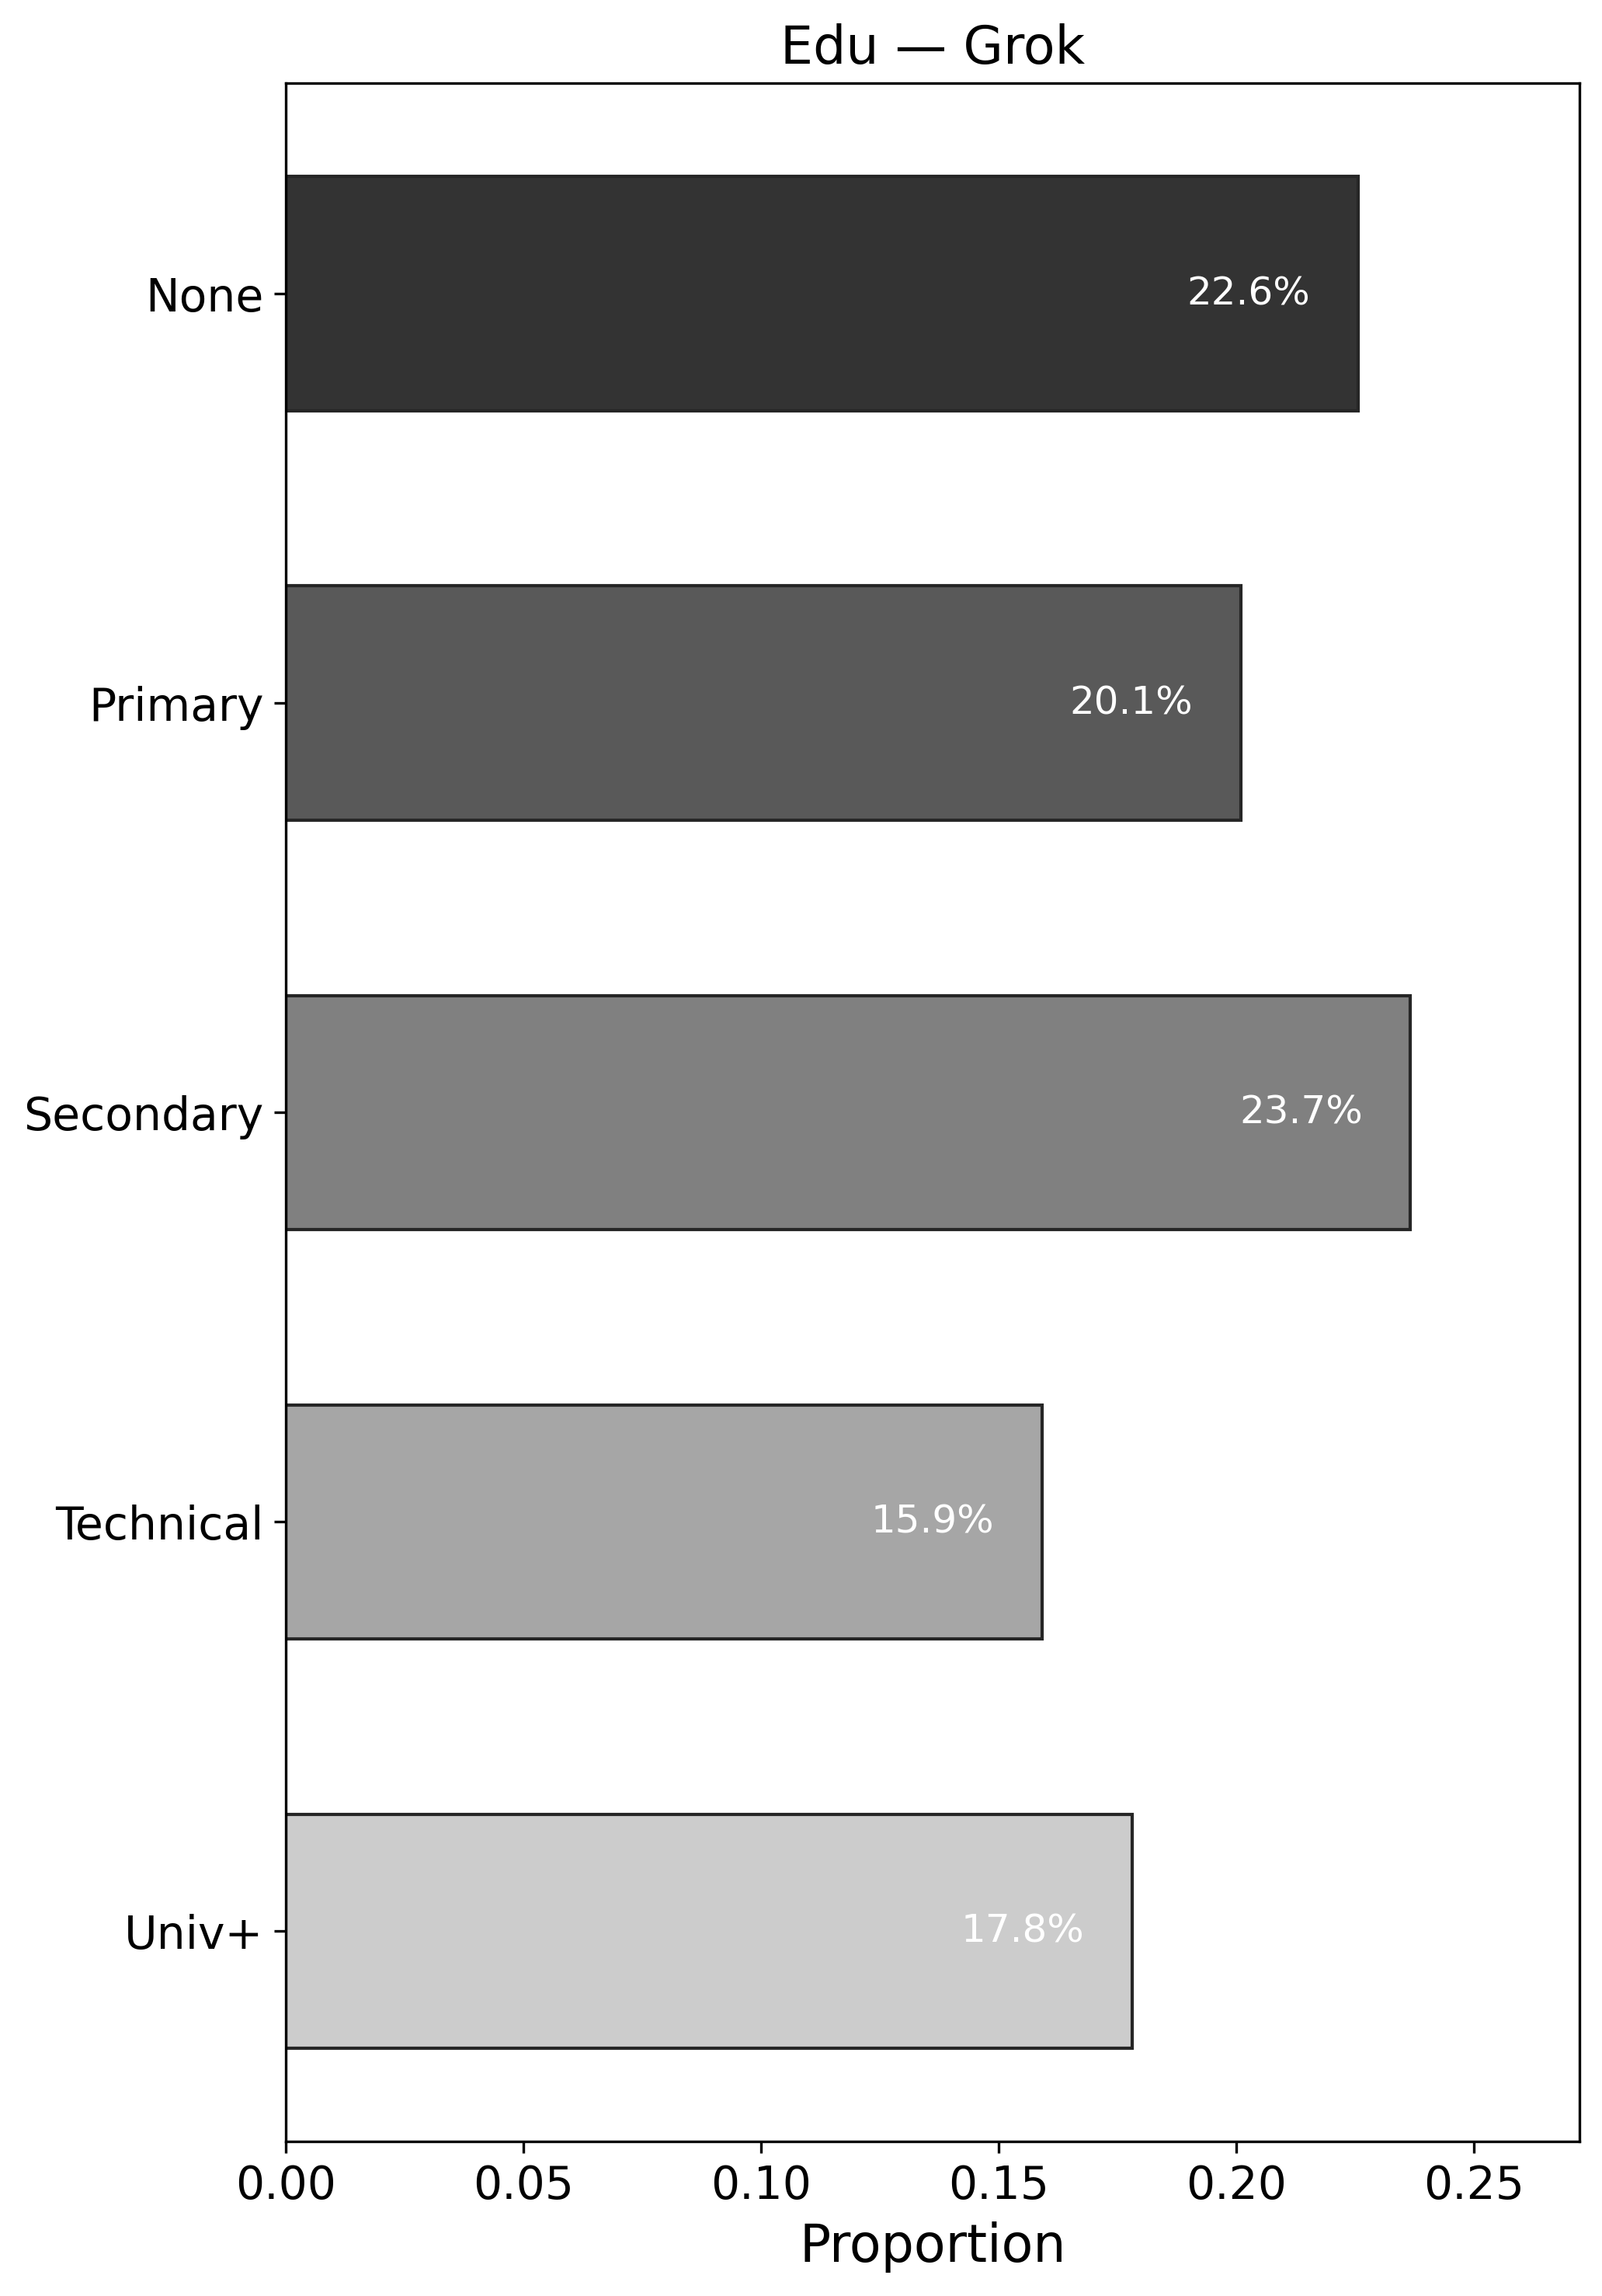 Edu — Grok
None
22.6%
Primary
20.1%
Secondary
23.7%
Technical
15.9%
Univ+
17.8%
0.00 0.05 0.10 0.15 0.20 0.25
Proportion